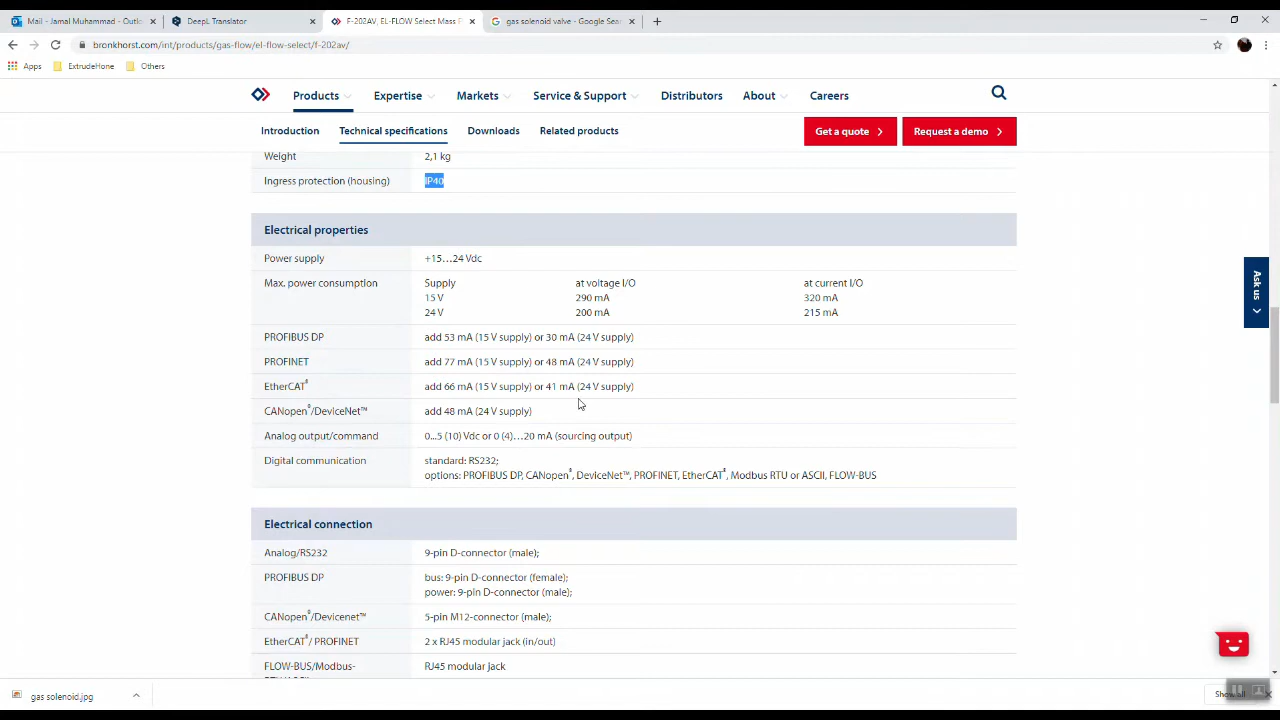 Mail - Jamal Muhammad - Outlo
DeepL Translator
F-202AV, EL-FLOW Select Mass F
gas solenoid valve - Google Sear
bronkhorst.com/int/products/gas-flow/el-flow-select/f-202av/
Apps
ExtrudeHone
Others
Products
Expertise
Markets
Service & Support
Distributors
About
Careers
Introduction
Technical specifications
Downloads
Related products
Get a quote
Request a demo
Weight 2,1 kg
Ingress protection (housing) IP40
Electrical properties
Power supply +15…24 Vdc
Max. power consumption Supply at voltage I/O at current I/O
15 V 290 mA 320 mA
24 V 200 mA 215 mA
PROFIBUS DP add 53 mA (15 V supply) or 30 mA (24 V supply)
PROFINET add 77 mA (15 V supply) or 48 mA (24 V supply)
EtherCAT® add 66 mA (15 V supply) or 41 mA (24 V supply)
CANopen®/DeviceNet™ add 48 mA (24 V supply)
Analog output/command 0...5 (10) Vdc or 0 (4)…20 mA (sourcing output)
Digital communication standard: RS232;
options: PROFIBUS DP, CANopen®, DeviceNet™, PROFINET, EtherCAT®, Modbus RTU or ASCII, FLOW-BUS
Electrical connection
Analog/RS232 9-pin D-connector (male);
PROFIBUS DP bus: 9-pin D-connector (female);
power: 9-pin D-connector (male);
CANopen®/Devicenet™ 5-pin M12-connector (male);
EtherCAT®/ PROFINET 2 x RJ45 modular jack (in/out)
FLOW-BUS/Modbus- RJ45 modular jack
Ask us
gas solenoid.jpg
Show all